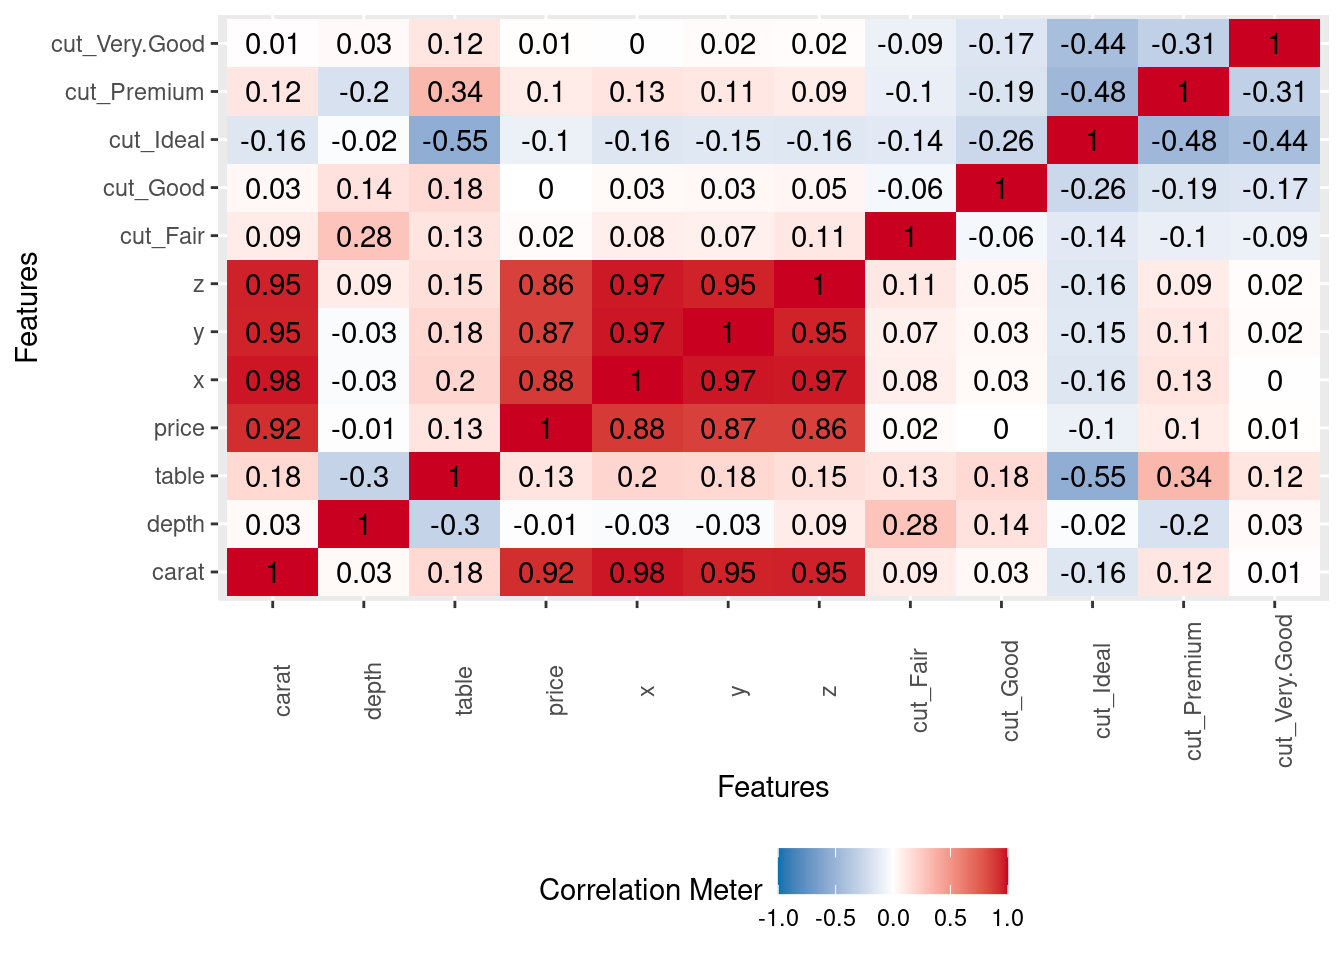 cut_Very.Good 0.01 0.03 0.12 0.01 0 0.02 0.02 -0.09 -0.17 -0.44 -0.31 1
cut_Premium 0.12 -0.2 0.34 0.1 0.13 0.11 0.09 -0.1 -0.19 -0.48 1 -0.31
cut_Ideal -0.16 -0.02 -0.55 -0.1 -0.16 -0.15 -0.16 -0.14 -0.26 1 -0.48 -0.44
cut_Good 0.03 0.14 0.18 0 0.03 0.03 0.05 -0.06 1 -0.26 -0.19 -0.17
cut_Fair 0.09 0.28 0.13 0.02 0.08 0.07 0.11 1 -0.06 -0.14 -0.1 -0.09
z 0.95 0.09 0.15 0.86 0.97 0.95 1 0.11 0.05 -0.16 0.09 0.02
y 0.95 -0.03 0.18 0.87 0.97 1 0.95 0.07 0.03 -0.15 0.11 0.02
x 0.98 -0.03 0.2 0.88 1 0.97 0.97 0.08 0.03 -0.16 0.13 0
price 0.92 -0.01 0.13 1 0.88 0.87 0.86 0.02 0 -0.1 0.1 0.01
table 0.18 -0.3 1 0.13 0.2 0.18 0.15 0.13 0.18 -0.55 0.34 0.12
depth 0.03 1 -0.3 -0.01 -0.03 -0.03 0.09 0.28 0.14 -0.02 -0.2 0.03
carat 1 0.03 0.18 0.92 0.98 0.95 0.95 0.09 0.03 -0.16 0.12 0.01
Features
carat depth table price x y z cut_Fair cut_Good cut_Ideal cut_Premium cut_Very.Good
Features
Correlation Meter
-1.0 -0.5 0.0 0.5 1.0